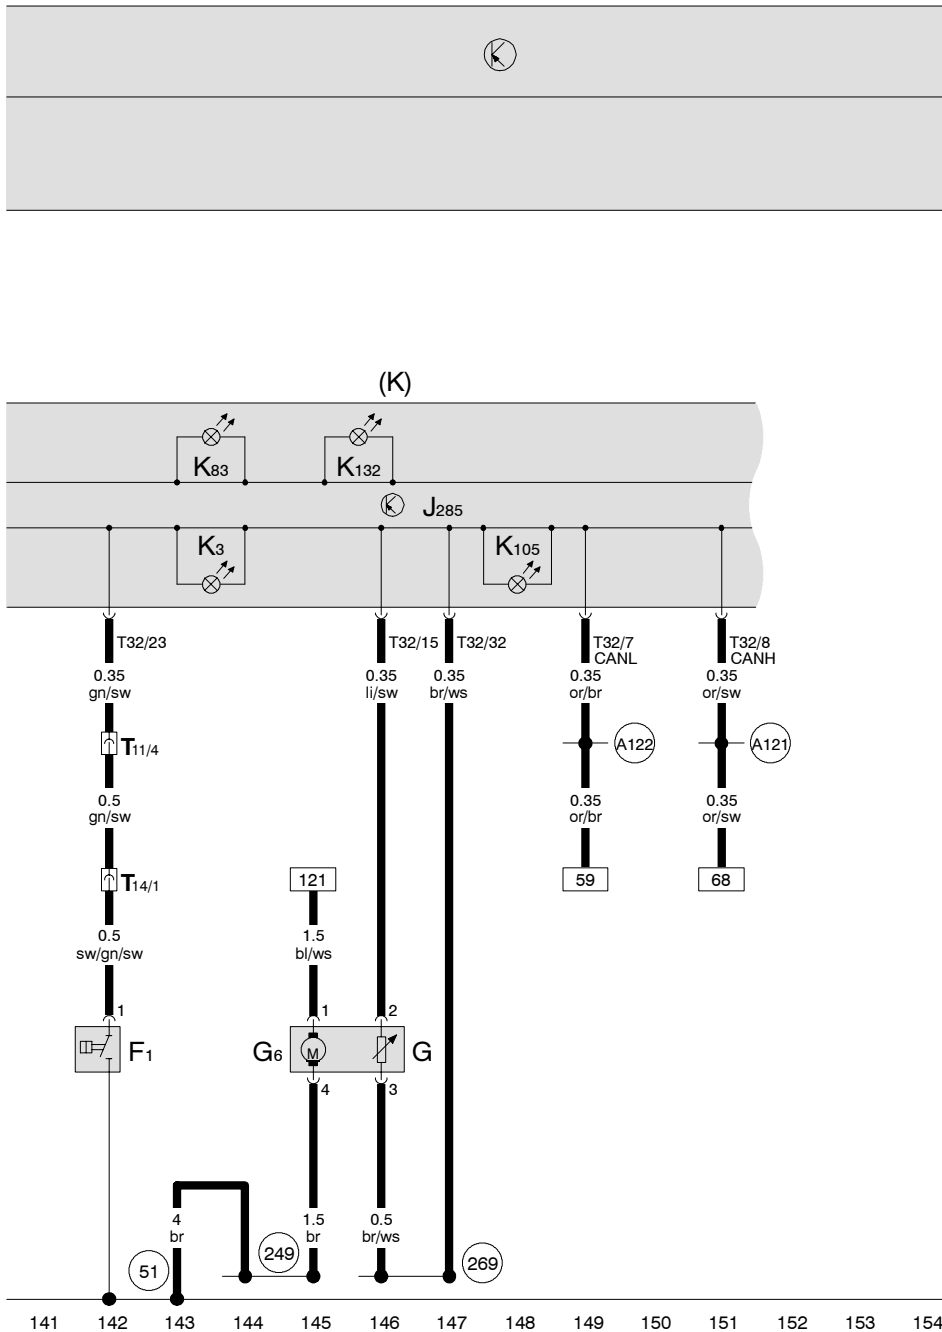 (K)
K83
K132
J285
K3
K105
T32/23
T32/15
T32/32
T32/7
CANL
T32/8
CANH
0.35
gn/sw
0.35
li/sw
0.35
br/ws
0.35
or/br
0.35
or/sw
T11/4
A122
A121
0.5
gn/sw
0.35
or/br
0.35
or/sw
T14/1
121
59
68
0.5
sw/gn/sw
1.5
bl/ws
1
1
2
F1
G6
M
G
4
3
4
br
1.5
br
0.5
br/ws
51
249
269
141 142 143 144 145 146 147 148 149 150 151 152 153 154